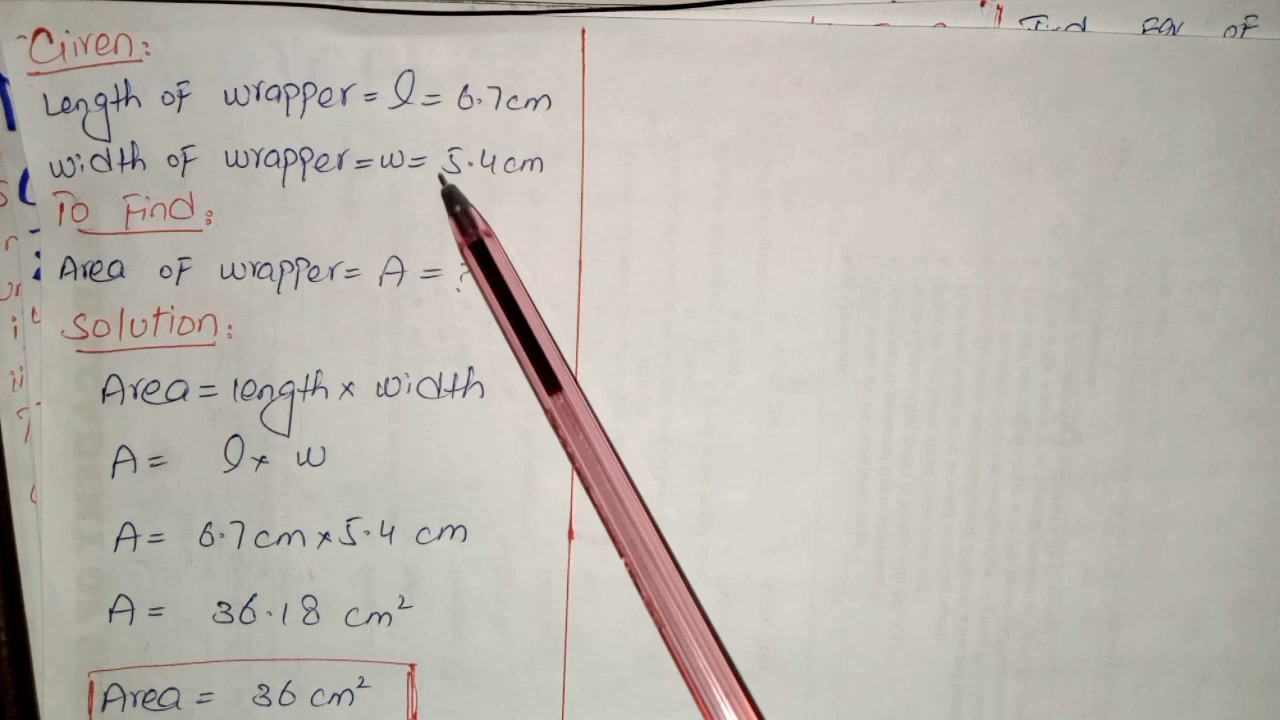 Given:
Length of wrapper = l = 6.7cm
width of wrapper = w = 5.4cm
To Find:
Area of wrapper = A = ?
Solution:
Area = length × width
A = l × w
A = 6.7cm × 5.4 cm
A = 36.18 cm²
Area = 36 cm²